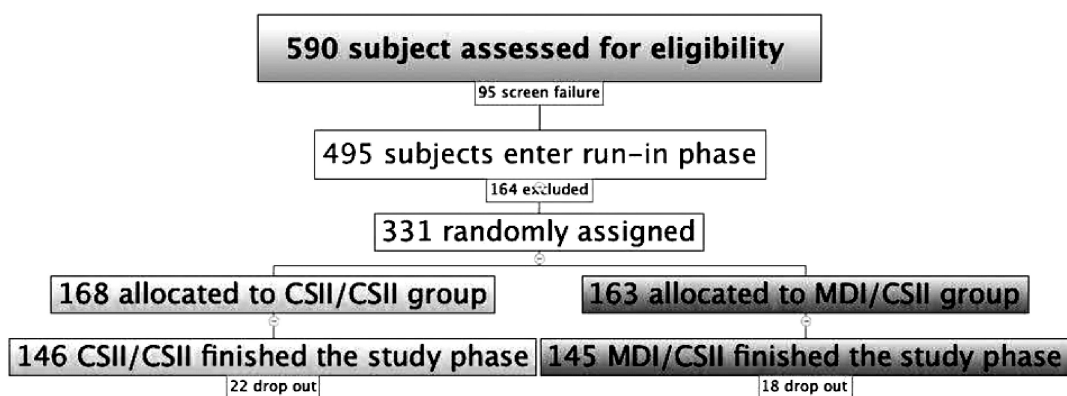 590 subject assessed for eligibility
95 screen failure
495 subjects enter run-in phase
164 excluded
331 randomly assigned
168 allocated to CSII/CSII group
163 allocated to MDI/CSII group
146 CSII/CSII finished the study phase
145 MDI/CSII finished the study phase
22 drop out
18 drop out